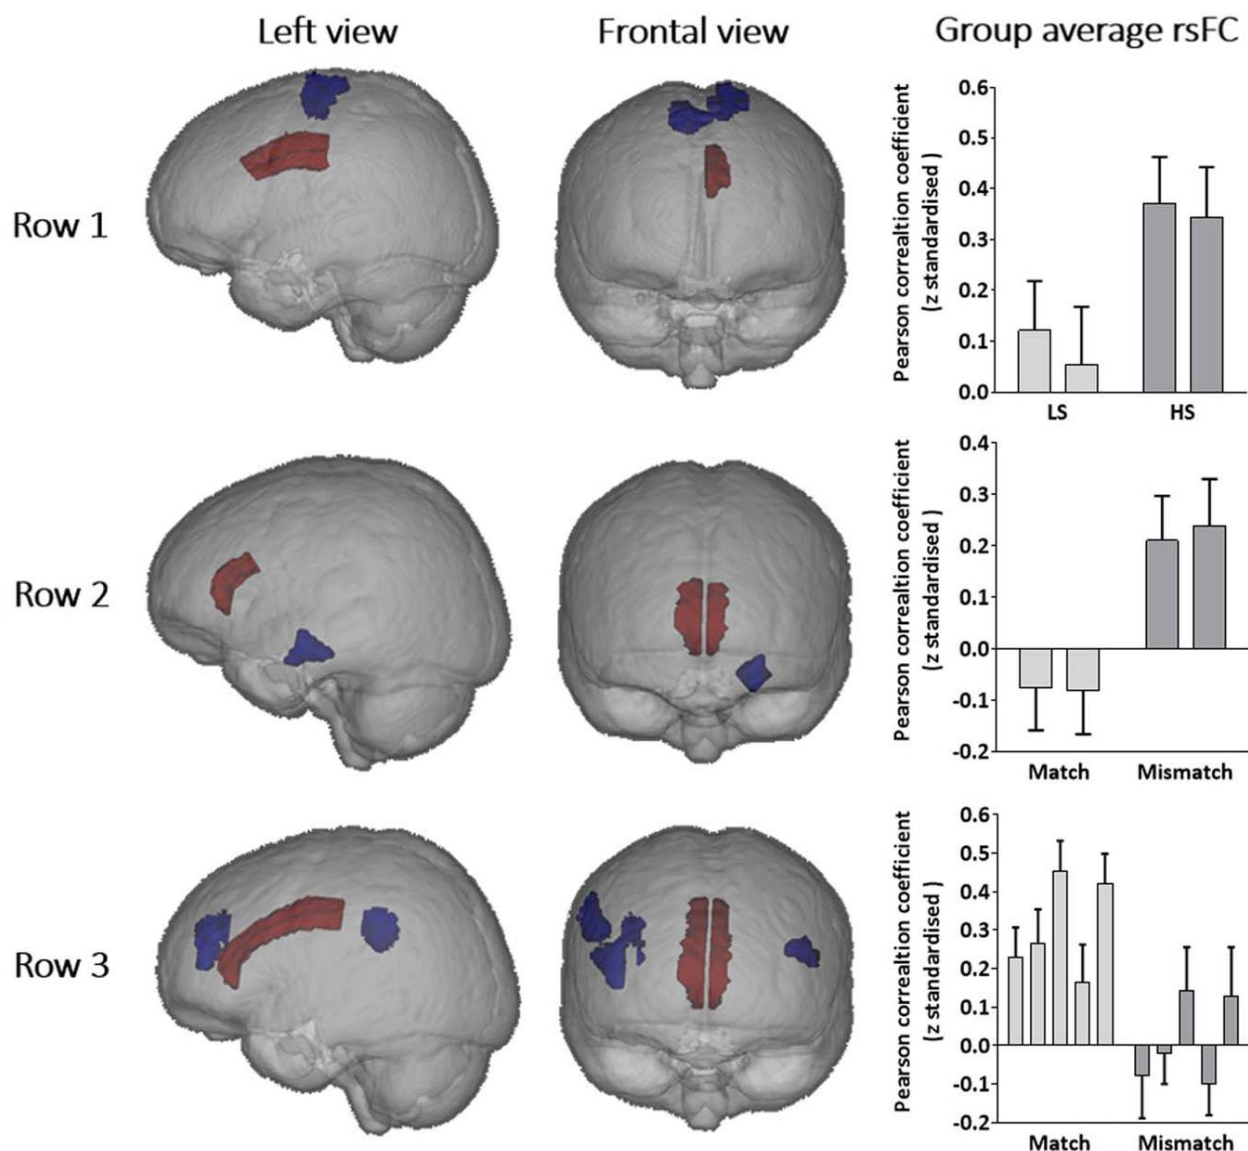 Left view
Frontal view
Group average rsFC
Row 1
Pearson correaltion coefficient
(z standardised )
0.6
0.5
0.4
0.3
0.2
0.1
0.0
LS
HS
Row 2
Pearson correaltion coefficient
(z standardised )
0.4
0.3
0.2
0.1
0.0
-0.1
-0.2
Match
Mismatch
Row 3
Pearson correaltion coefficient
(z standardised )
0.6
0.5
0.4
0.3
0.2
0.1
0.0
-0.1
-0.2
Match
Mismatch